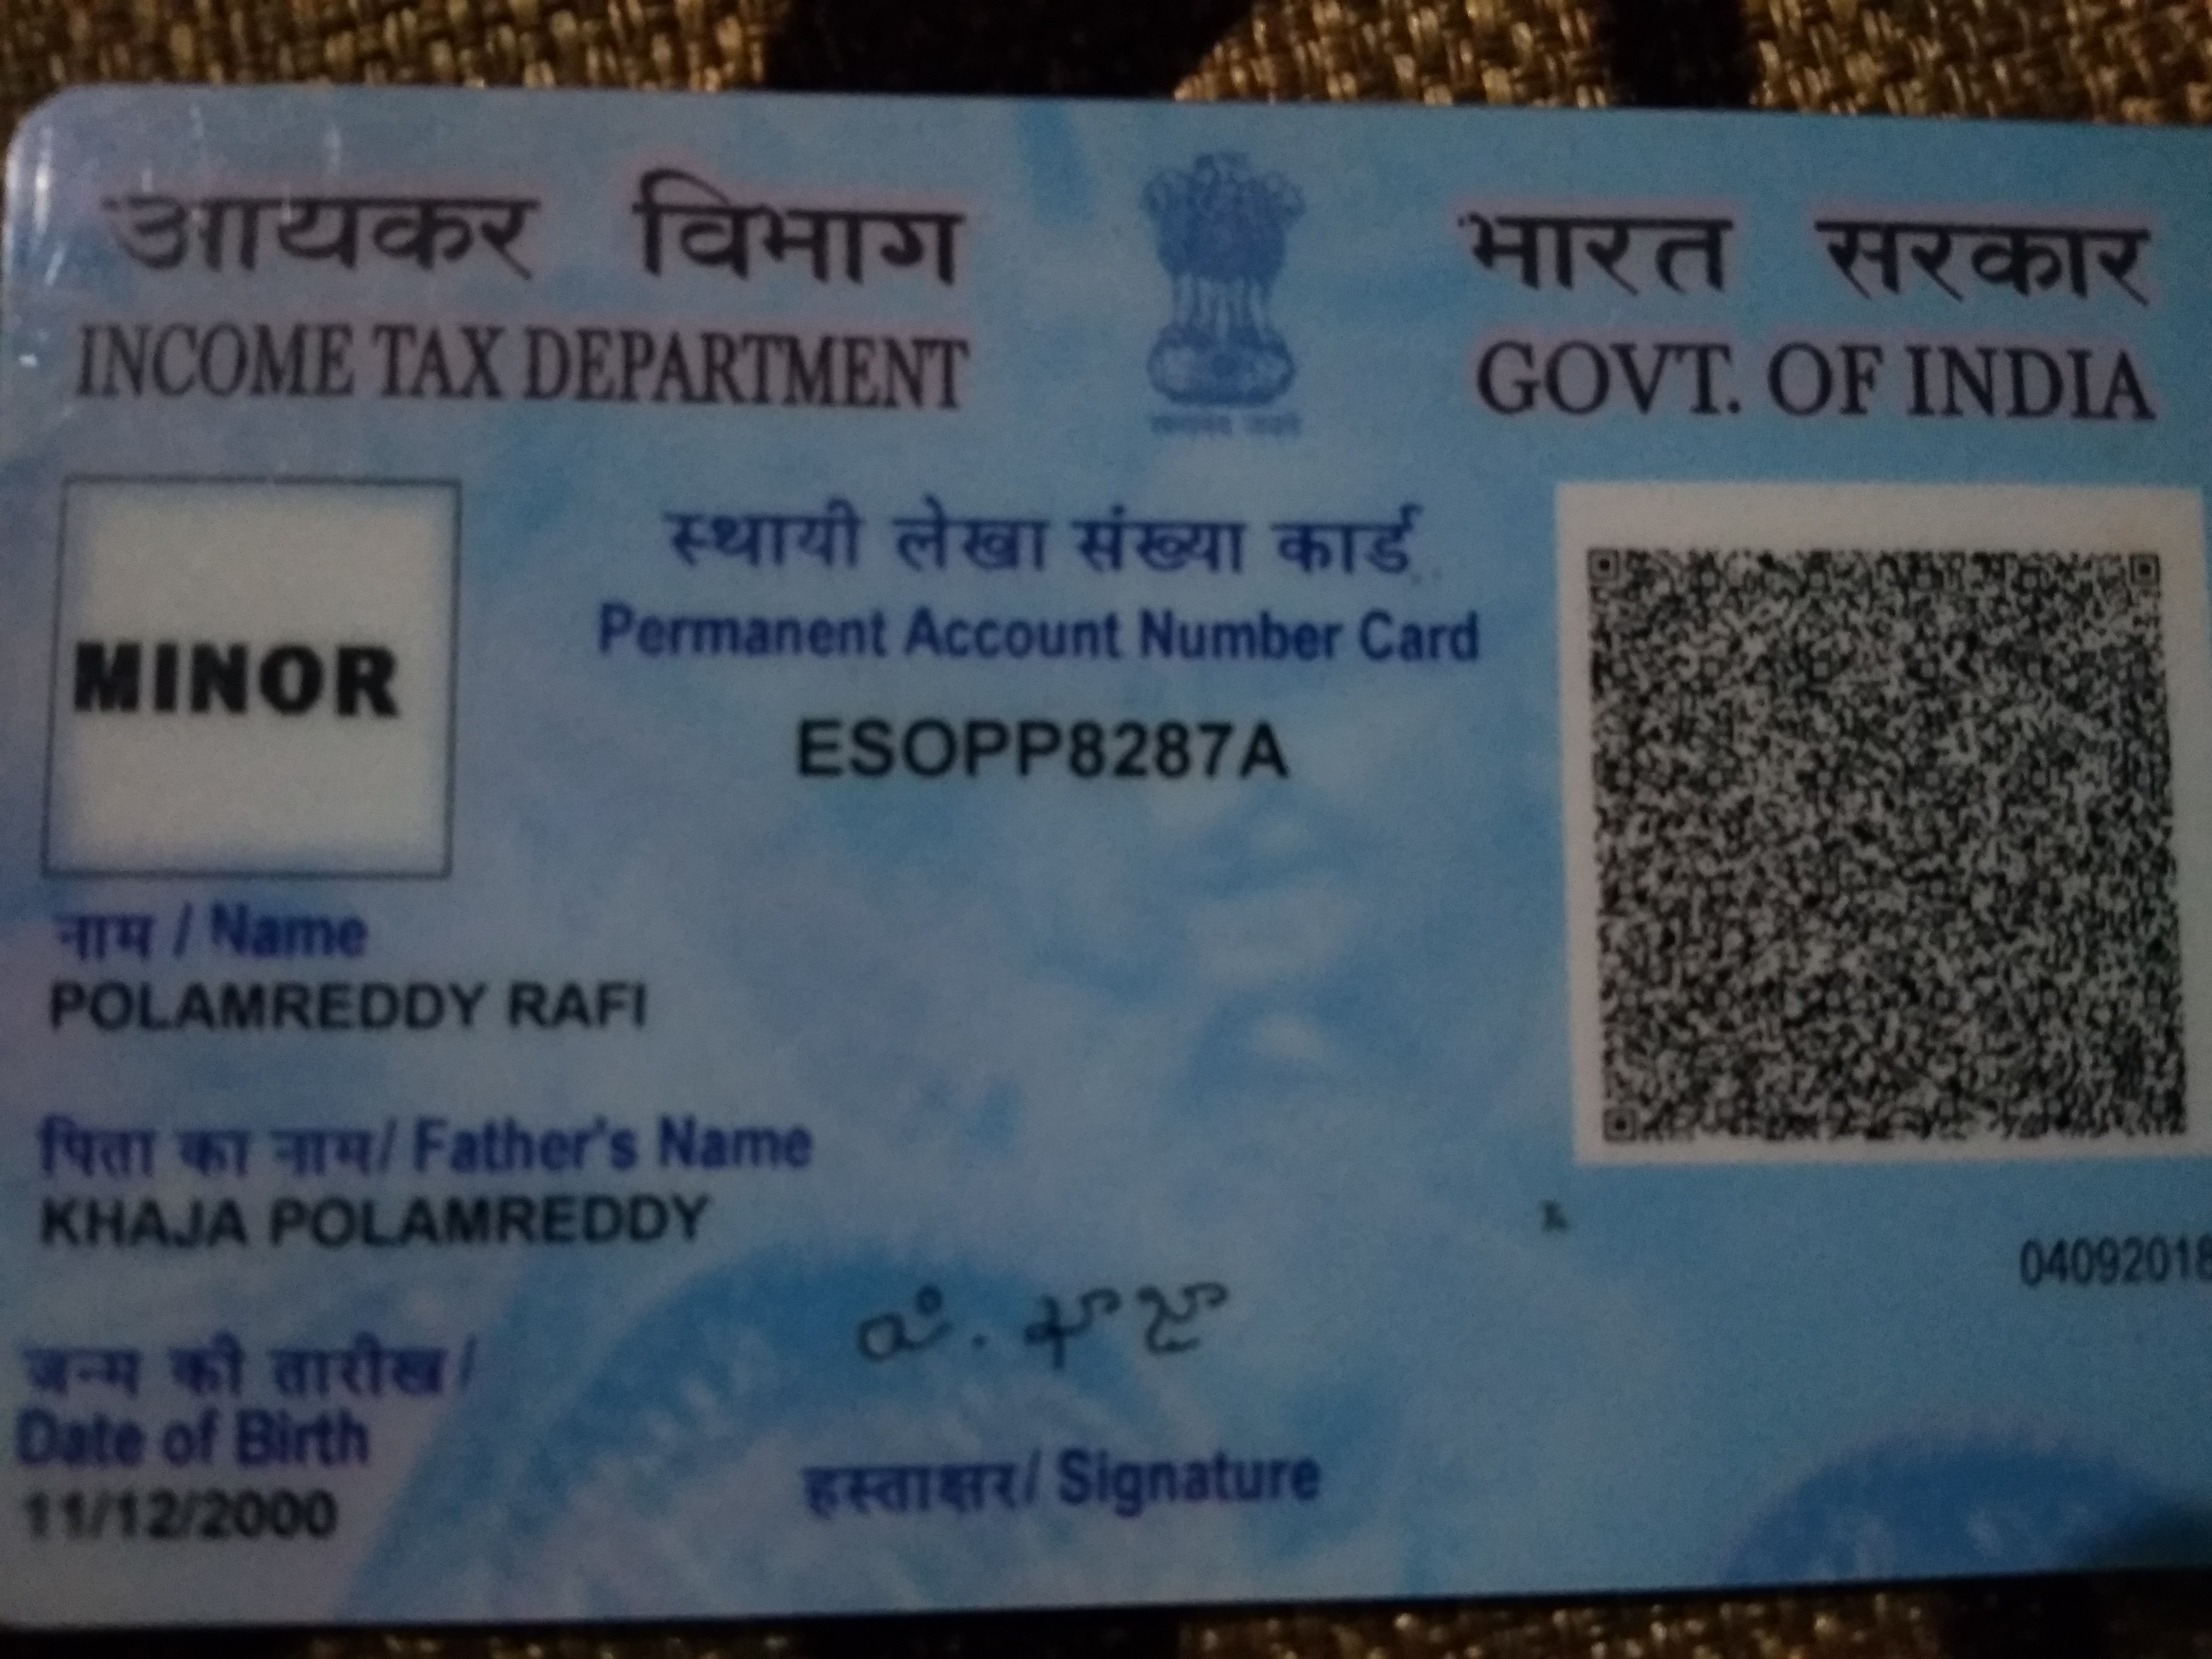 आयकर विभाग
INCOME TAX DEPARTMENT
भारत सरकार
GOVT. OF INDIA
MINOR
स्थायी लेखा संख्या कार्ड
Permanent Account Number Card
ESOPP8287A
नाम / Name
POLAMREDDY RAFI
पिता का नाम/ Father's Name
KHAJA POLAMREDDY
04092018
जन्म की तारीख/
Date of Birth
11/12/2000
हस्ताक्षर/ Signature